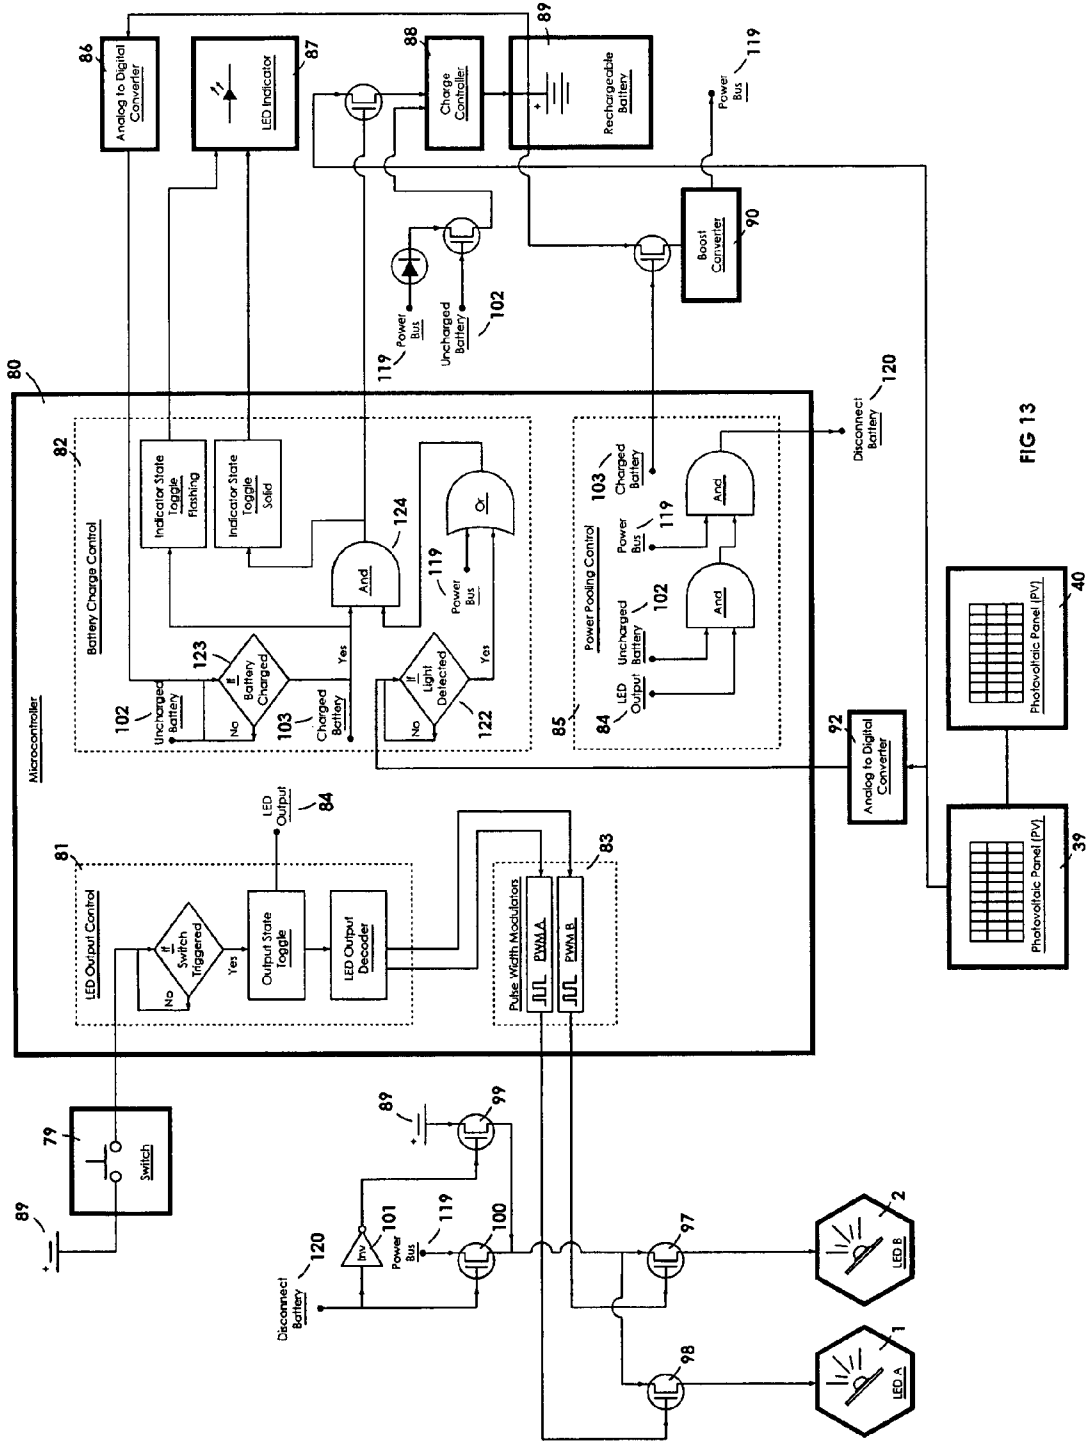 89
79
Switch
80
Microcontroller
81
LED Output Control
If
Switch
Triggered
No
Yes
Output State
Toggle
LED
Output
84
LED Output
Decoder
Pulse Width Modulators
83
PWM A
PWM B
82
Battery Charge Control
102
Uncharged
Battery
123
If
Battery
Charged
No
Yes
103
Charged
Battery
Indicator State
Toggle
Flashing
Indicator State
Toggle
Solid
And
124
If
Light
Detected
No
Yes
122
119
Power
Bus
Or
85
Power Pooling Control
84
LED
Output
Uncharged
Battery
102
And
Power
Bus
119
And
103
Charged
Battery
86
Analog to Digital
Converter
87
LED Indicator
88
Charge
Controller
89
+
Rechargeable
Battery
119
Power
Bus
Uncharged
Battery
102
Boost
Converter
90
Power
Bus
119
Disconnect
Battery
120
Disconnect
Battery
120
Inv
101
Power
Bus
119
100
89
+
99
98
97
LED A
1
LED B
2
92
Analog to Digital
Converter
Photovoltaic Panel (PV)
39
Photovoltaic Panel (PV)
40
+
FIG 13